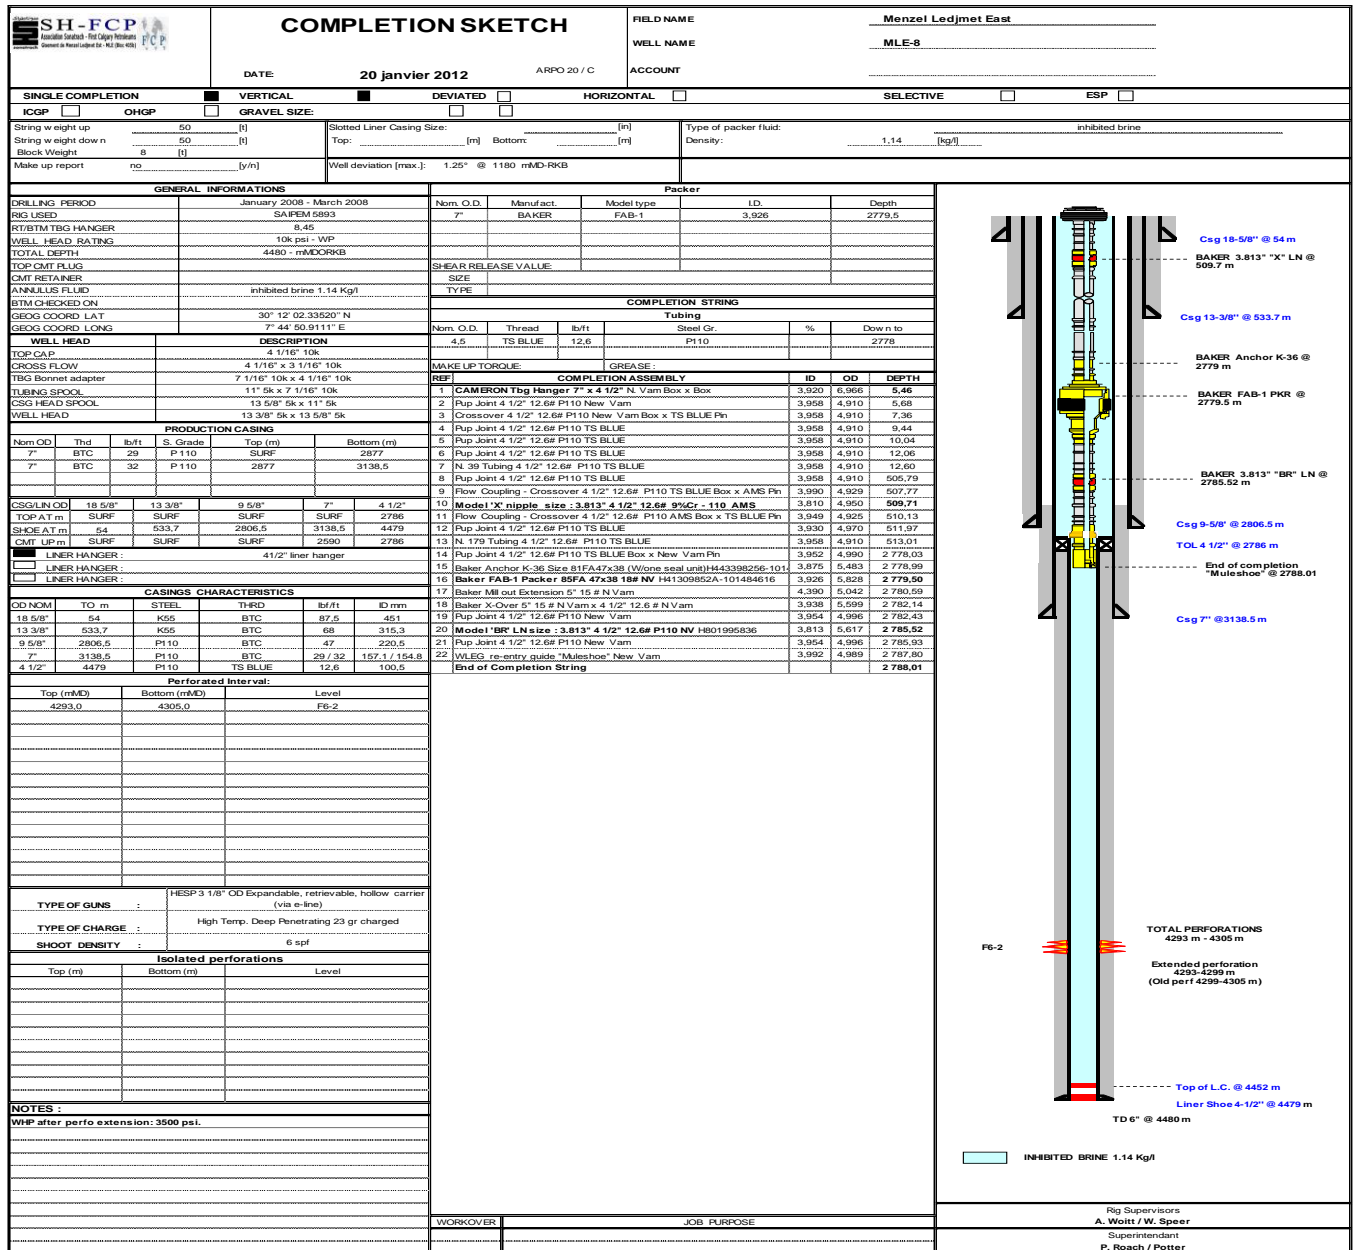 SH-FCP
Association Sonatrach - First Calgary Petroleums
Gisement de Menzel Ledjmet Est - MLE (Bloc 405b)
FCP
COMPLETION SKETCH
DATE: 20 janvier 2012 ARPO 20 / C
FIELD NAME Menzel Ledjmet East
WELL NAME MLE-8
ACCOUNT
SINGLE COMPLETION VERTICAL DEVIATED HORIZONTAL SELECTIVE ESP
ICGP OHGP GRAVEL SIZE:
String weight up 50 [t] Slotted Liner Casing Size: [in] Type of packer fluid: inhibited brine
String weight down 50 [t] Top: [m] Bottom: [m] Density: 1,14 [kg/l]
Block Weight 8 [t]
Make up report no [y/n] Well deviation [max.]: 1.25° @ 1180 mMD-RKB
GENERAL INFORMATIONS
DRILLING PERIOD January 2008 - March 2008
RIG USED SAIPEM 5893
RT/BTM TBG HANGER 8,45
WELL HEAD RATING 10k psi - WP
TOTAL DEPTH 4480 - mMDORKB
TOP CMT PLUG
CMT RETAINER
ANNULUS FLUID inhibited brine 1.14 Kg/l
BTM CHECKED ON
GEOG COORD LAT 30° 12' 02.33520" N
GEOG COORD LONG 7° 44' 50.9111" E
WELL HEAD DESCRIPTION
TOP CAP 4 1/16" 10k
CROSS FLOW 4 1/16" x 3 1/16" 10k
TBG Bonnet adapter 7 1/16" 10k x 4 1/16" 10k
TUBING SPOOL 11" 5k x 7 1/16" 10k
CSG HEAD SPOOL 13 5/8" 5k x 11" 5k
WELL HEAD 13 3/8" 5k x 13 5/8" 5k
PRODUCTION CASING
Nom OD Thd lb/ft S. Grade Top (m) Bottom (m)
7" BTC 29 P 110 SURF 2877
7" BTC 32 P 110 2877 3138,5
CSG/LIN OD 18 5/8" 13 3/8" 9 5/8" 7" 4 1/2"
TOP AT m SURF SURF SURF SURF 2786
SHOE AT m 54 533,7 2806,5 3138,5 4479
CMT UP m SURF SURF SURF 2590 2786
LINER HANGER : 41/2" liner hanger
LINER HANGER :
LINER HANGER :
CASINGS CHARACTERISTICS
OD NOM TO m STEEL THRD lbf/ft ID mm
18 5/8" 54 K55 BTC 87,5 451
13 3/8" 533,7 K55 BTC 68 315,3
9 5/8" 2806,5 P110 BTC 47 220,5
7" 3138,5 P110 BTC 29 / 32 157.1 / 154.8
4 1/2" 4479 P110 TS BLUE 12,6 100,5
Perforated Interval:
Top (mMD) Bottom (mMD) Level
4293,0 4305,0 F6-2
TYPE OF GUNS : HESP 3 1/8" OD Expandable, retrievable, hollow carrier (via e-line)
TYPE OF CHARGE : High Temp. Deep Penetrating 23 gr charged
SHOOT DENSITY : 6 spf
Isolated perforations
Top (m) Bottom (m) Level
NOTES :
WHP after perfo extension: 3500 psi.
Packer
Nom. O.D. Manufact. Model type I.D. Depth
7" BAKER FAB-1 3,926 2779,5
SHEAR RELEASE VALUE:
SIZE
TYPE
COMPLETION STRING
Tubing
Nom. O.D. Thread lb/ft Steel Gr. % Down to
4,5 TS BLUE 12,6 P110 2778
MAKE UP TORQUE: GREASE :
REF COMPLETION ASSEMBLY ID OD DEPTH
1 CAMERON Tbg Hanger 7" x 4 1/2" N. Vam Box x Box 3,920 6,966 5,46
2 Pup Joint 4 1/2" 12.6# P110 New Vam 3,958 4,910 5,68
3 Crossover 4 1/2" 12.6# P110 New Vam Box x TS BLUE Pin 3,958 4,910 7,36
4 Pup Joint 4 1/2" 12.6# P110 TS BLUE 3,958 4,910 9,44
5 Pup Joint 4 1/2" 12.6# P110 TS BLUE 3,958 4,910 10,04
6 Pup Joint 4 1/2" 12.6# P110 TS BLUE 3,958 4,910 12,06
7 N. 39 Tubing 4 1/2" 12.6# P110 TS BLUE 3,958 4,910 12,60
8 Pup Joint 4 1/2" 12.6# P110 TS BLUE 3,958 4,910 505,79
9 Flow Coupling - Crossover 4 1/2" 12.6# P110 TS BLUE Box x AMS Pin 3,990 4,929 507,77
10 Model 'X' nipple size : 3.813" 4 1/2" 12.6# 9%Cr - 110 AMS 3,810 4,950 509,71
11 Flow Coupling - Crossover 4 1/2" 12.6# P110 AMS Box x TS BLUE Pin 3,949 4,925 510,13
12 Pup Joint 4 1/2" 12.6# P110 TS BLUE 3,930 4,970 511,97
13 N. 179 Tubing 4 1/2" 12.6# P110 TS BLUE 3,958 4,910 513,01
14 Pup Joint 4 1/2" 12.6# P110 TS BLUE Box x New Vam Pin 3,952 4,990 2 778,03
15 Baker Anchor K-36 Size 81FA47x38 (W/one seal unit)H443398256-101- 3,875 5,483 2 778,99
16 Baker FAB-1 Packer 85FA 47x38 18# NV H41309852A-101484616 3,926 5,828 2 779,50
17 Baker Mill out Extension 5" 15 # N Vam 4,390 5,042 2 780,59
18 Baker X-Over 5" 15 # N Vam x 4 1/2" 12.6 # N Vam 3,938 5,599 2 782,14
19 Pup Joint 4 1/2" 12.6# P110 New Vam 3,954 4,996 2 782,43
20 Model 'BR' LN size : 3.813" 4 1/2" 12.6# P110 NV H801995836 3,813 5,617 2 785,52
21 Pup Joint 4 1/2" 12.6# P110 New Vam 3,954 4,996 2 785,93
22 WLEG re-entry guide "Muleshoe" New Vam 3,992 4,989 2 787,80
End of Completion String 2 788,01
WORKOVER JOB PURPOSE
Csg 18-5/8" @ 54 m
BAKER 3.813" "X" LN @ 509.7 m
Csg 13-3/8" @ 533.7 m
BAKER Anchor K-36 @ 2779 m
BAKER FAB-1 PKR @ 2779.5 m
BAKER 3.813" "BR" LN @ 2785.52 m
Csg 9-5/8' @ 2806.5 m
TOL 4 1/2" @ 2786 m
End of completion "Muleshoe" @ 2788.01
Csg 7" @3138.5 m
F6-2
TOTAL PERFORATIONS
4293 m - 4305 m
Extended perforation
4293-4299 m
(Old perf 4299-4305 m)
Top of L.C. @ 4452 m
Liner Shoe 4-1/2" @ 4479 m
TD 6" @ 4480 m
INHIBITED BRINE 1.14 Kg/l
Rig Supervisors
A. Woitt / W. Speer
Superintendant
P. Roach / Potter